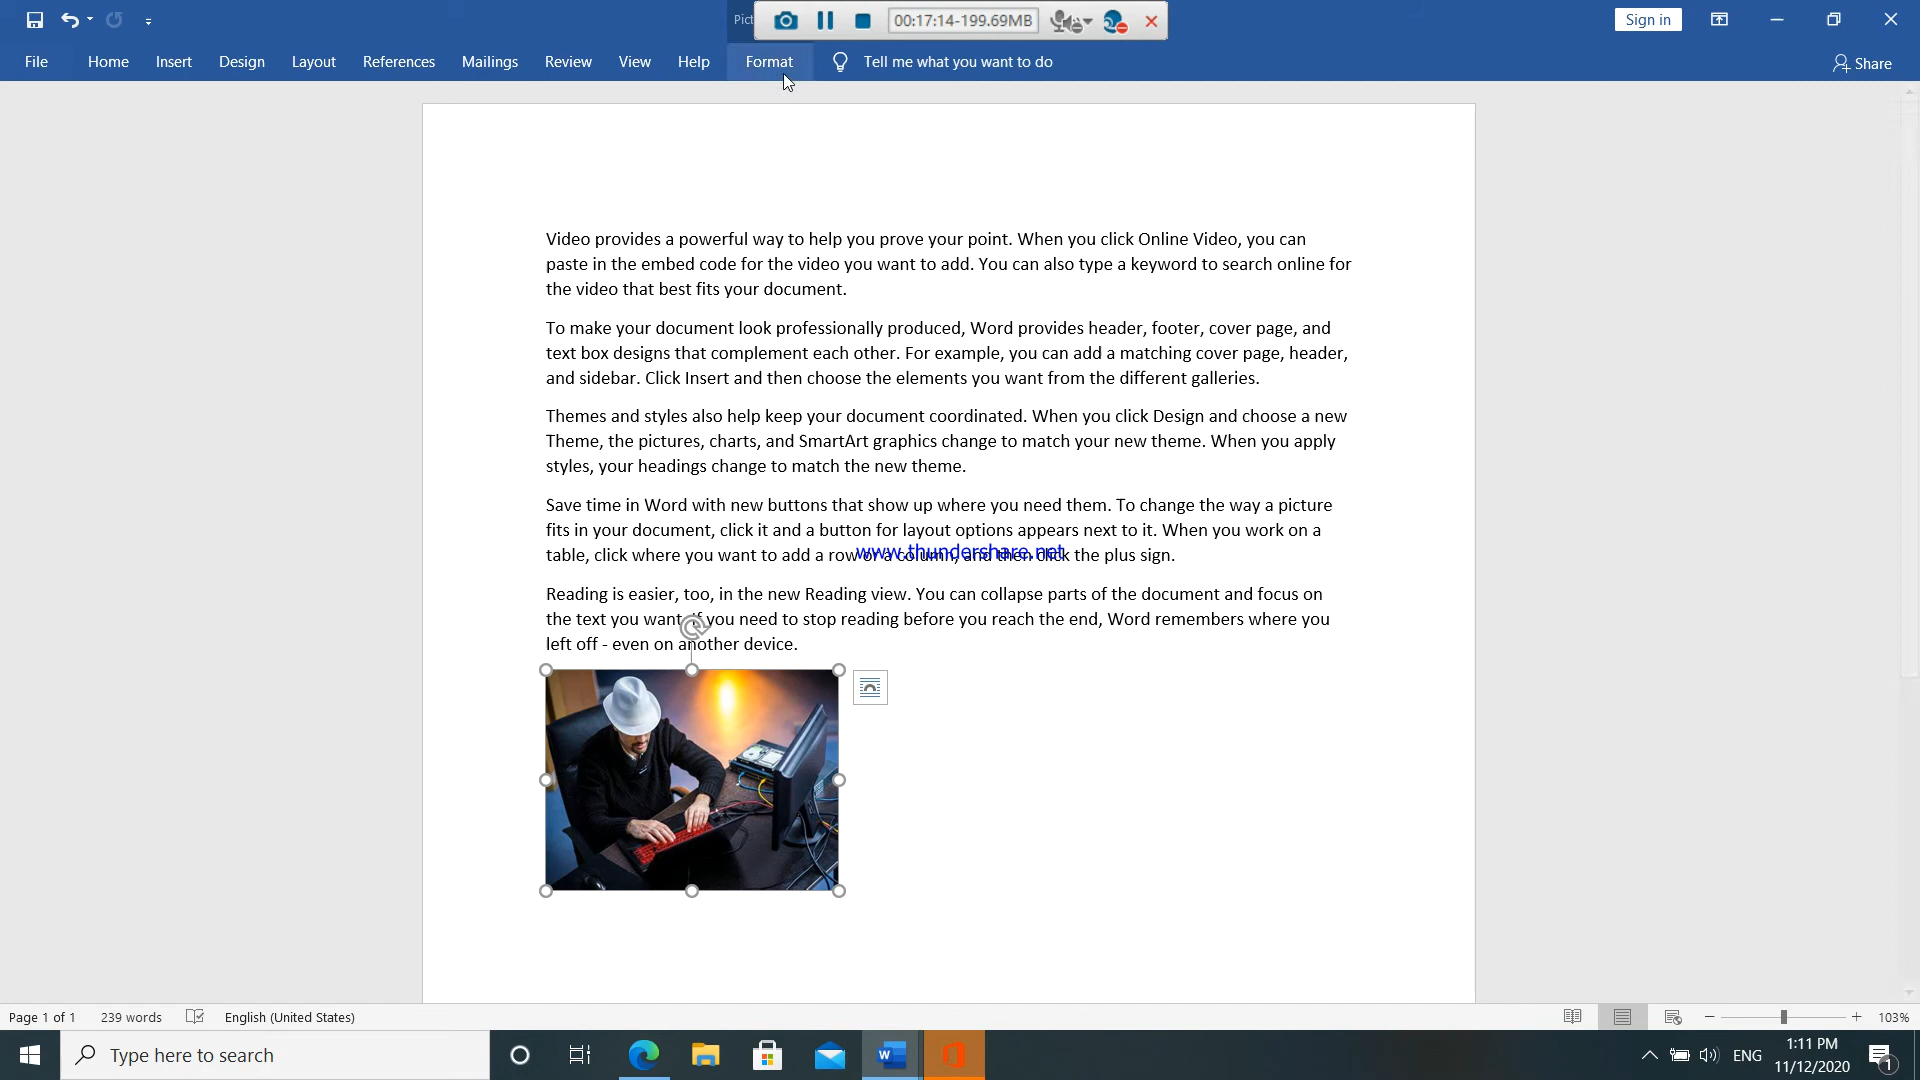 Pict
00:17:14-199.69MB
Sign in
File
Home
Insert
Design
Layout
References
Mailings
Review
View
Help
Format
Tell me what you want to do
Share
Video provides a powerful way to help you prove your point. When you click Online Video, you can
paste in the embed code for the video you want to add. You can also type a keyword to search online for
the video that best fits your document.
To make your document look professionally produced, Word provides header, footer, cover page, and
text box designs that complement each other. For example, you can add a matching cover page, header,
and sidebar. Click Insert and then choose the elements you want from the different galleries.
Themes and styles also help keep your document coordinated. When you click Design and choose a new
Theme, the pictures, charts, and SmartArt graphics change to match your new theme. When you apply
styles, your headings change to match the new theme.
Save time in Word with new buttons that show up where you need them. To change the way a picture
fits in your document, click it and a button for layout options appears next to it. When you work on a
table, click where you want to add a row or a column, and then click the plus sign.
www.thundershare.net
Reading is easier, too, in the new Reading view. You can collapse parts of the document and focus on
the text you want. If you need to stop reading before you reach the end, Word remembers where you
left off - even on another device.
Page 1 of 1
239 words
English (United States)
103%
Type here to search
W
ENG
1:11 PM
11/12/2020
1